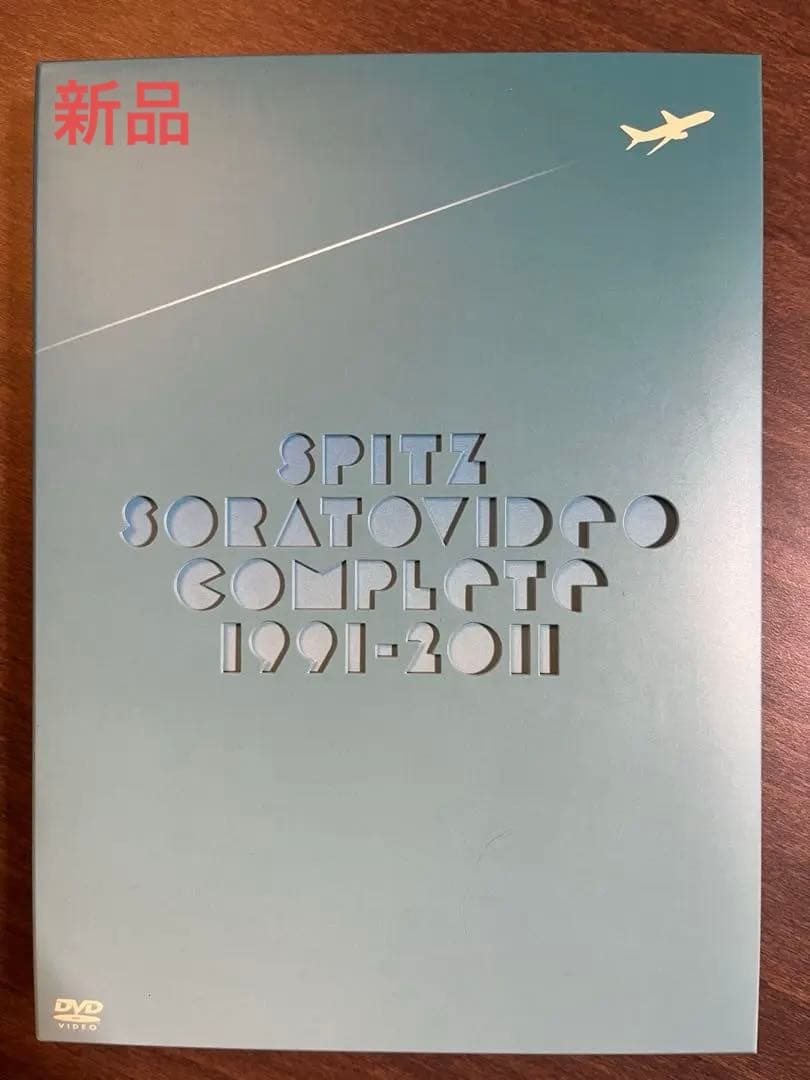 新品
SPITZ
SORATOVIDEO
COMPLETE
1991-2011
DVD
VIDEO